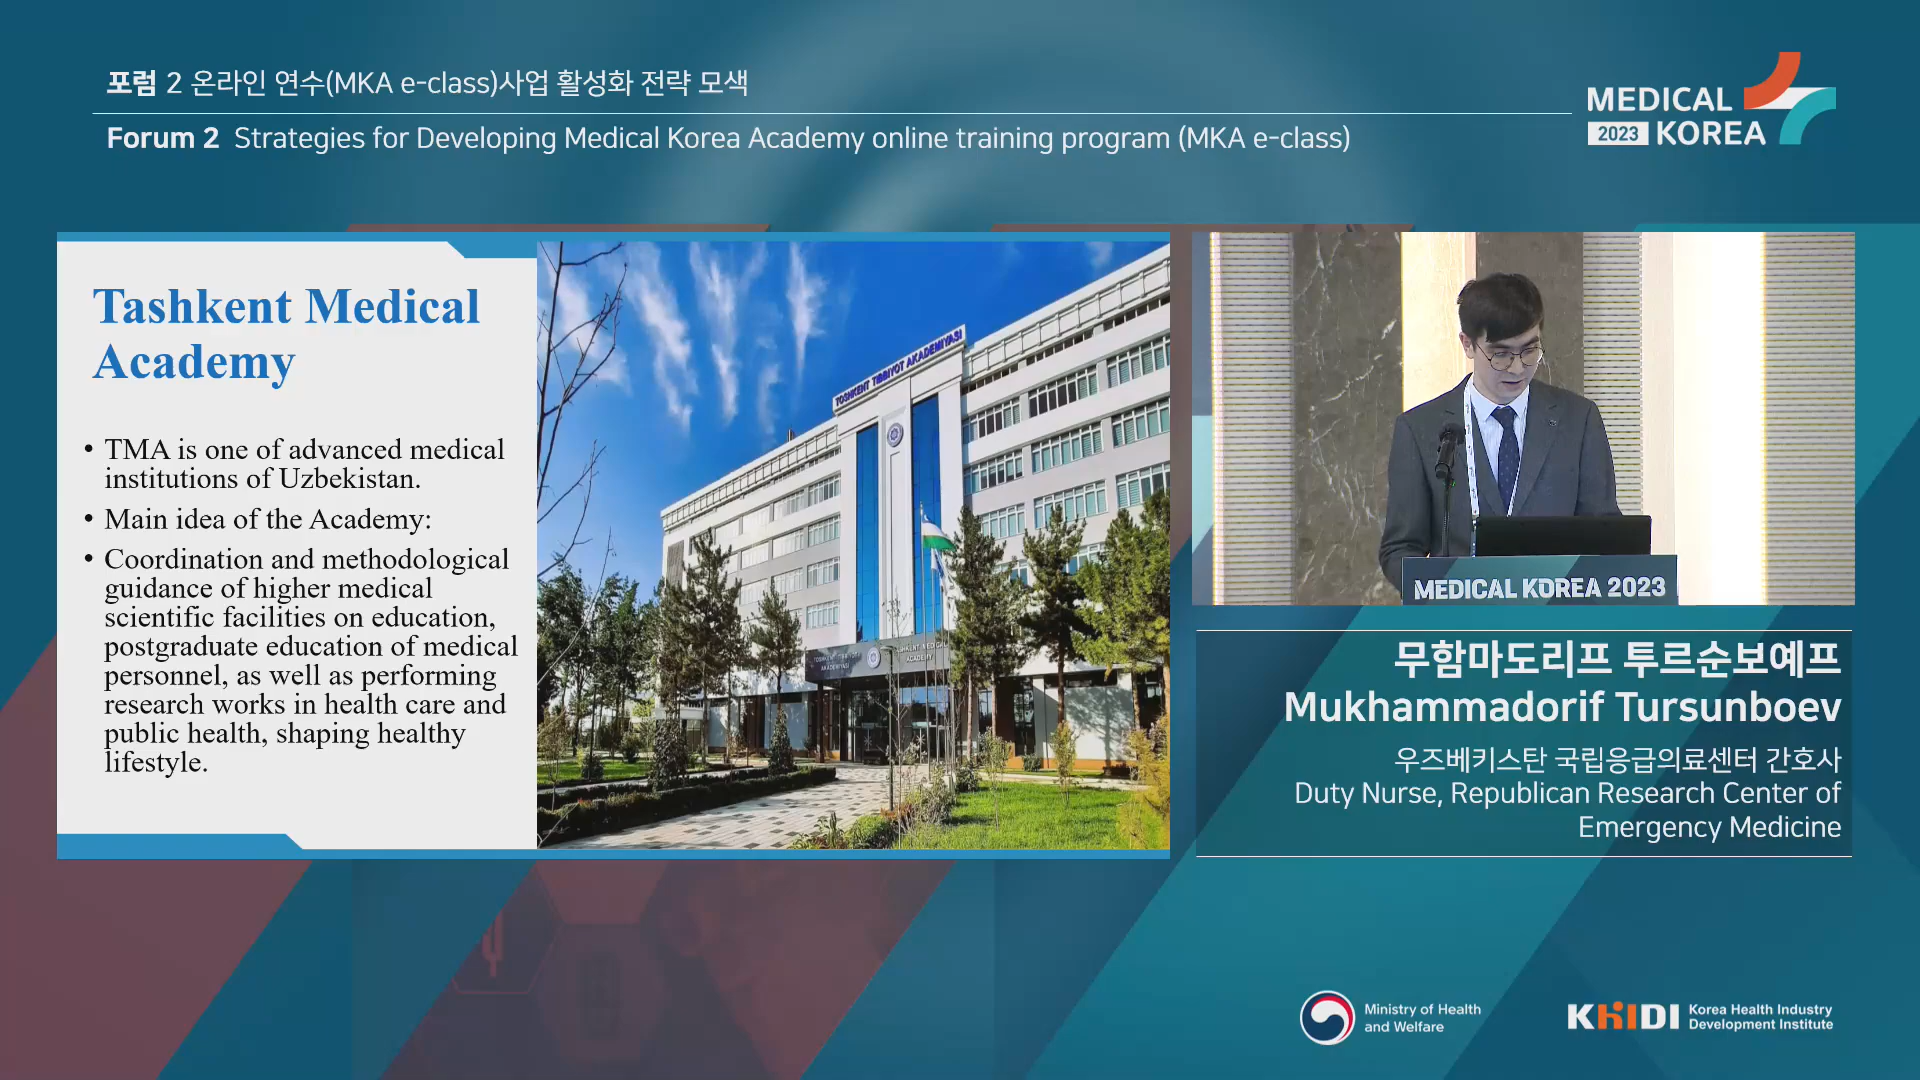 포럼 2 온라인 연수(MKA e-class)사업 활성화 전략 모색
Forum 2 Strategies for Developing Medical Korea Academy online training program (MKA e-class)
MEDICAL
2023 KOREA
Tashkent Medical
Academy
• TMA is one of advanced medical
institutions of Uzbekistan.
• Main idea of the Academy:
• Coordination and methodological
guidance of higher medical
scientific facilities on education,
postgraduate education of medical
personnel, as well as performing
research works in health care and
public health, shaping healthy
lifestyle.
TOSHKENT TIBBIYOT AKADEMIYASI
TOSHKENT TIBBIYOT
AKADEMIYASI
TASHKENT MEDICAL
ACADEMY
MEDICAL KOREA 2023
무함마도리프 투르순보예프
Mukhammadorif Tursunboev
우즈베키스탄 국립응급의료센터 간호사
Duty Nurse, Republican Research Center of
Emergency Medicine
Ministry of Health
and Welfare
KHIDI Korea Health Industry
Development Institute